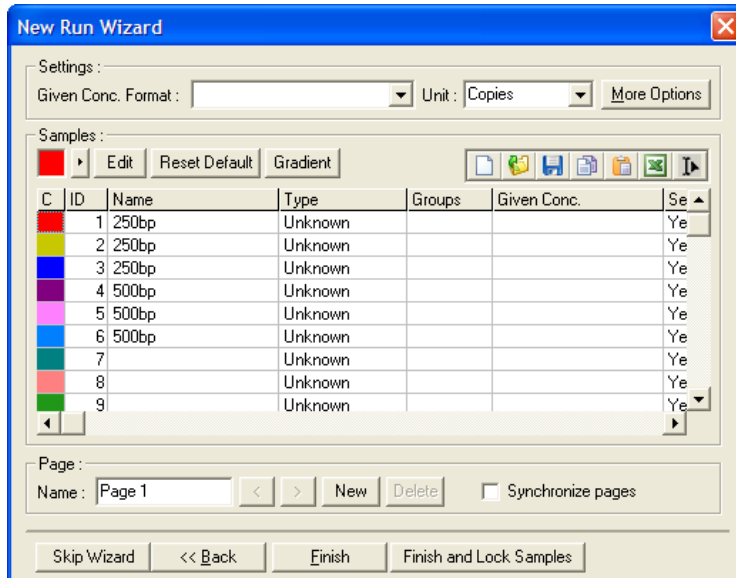 New Run Wizard
Settings :
Given Conc. Format : Unit : Copies More Options
Samples :
Edit Reset Default Gradient
C ID Name Type Groups Given Conc. Se
1 250bp Unknown Ye
2 250bp Unknown Ye
3 250bp Unknown Ye
4 500bp Unknown Ye
5 500bp Unknown Ye
6 500bp Unknown Ye
7 Unknown Ye
8 Unknown Ye
9 Unknown Ye
Page :
Name : Page 1 < > New Delete Synchronize pages
Skip Wizard << Back Finish Finish and Lock Samples